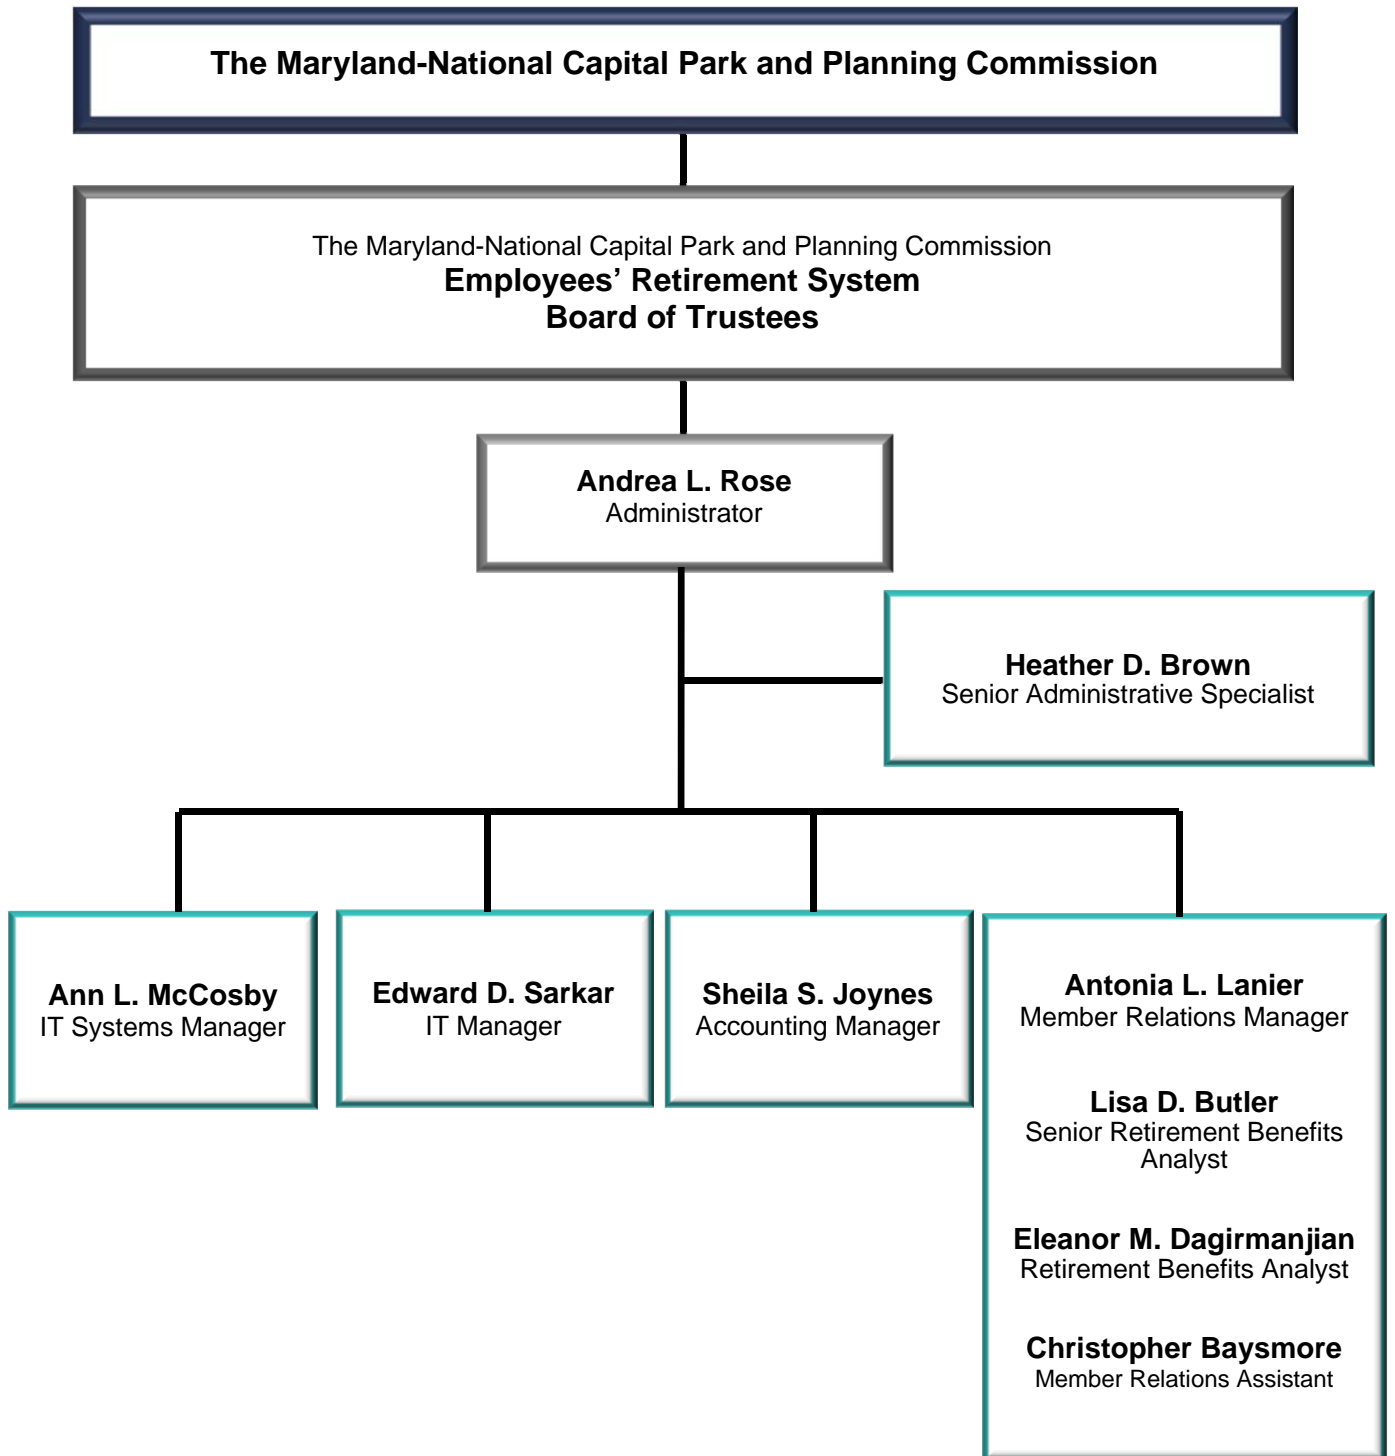 The Maryland-National Capital Park and Planning Commission
The Maryland-National Capital Park and Planning Commission
Employees’ Retirement System
Board of Trustees
Andrea L. Rose
Administrator
Heather D. Brown
Senior Administrative Specialist
Ann L. McCosby
IT Systems Manager
Edward D. Sarkar
IT Manager
Sheila S. Joynes
Accounting Manager
Antonia L. Lanier
Member Relations Manager
Lisa D. Butler
Senior Retirement Benefits
Analyst
Eleanor M. Dagirmanjian
Retirement Benefits Analyst
Christopher Baysmore
Member Relations Assistant